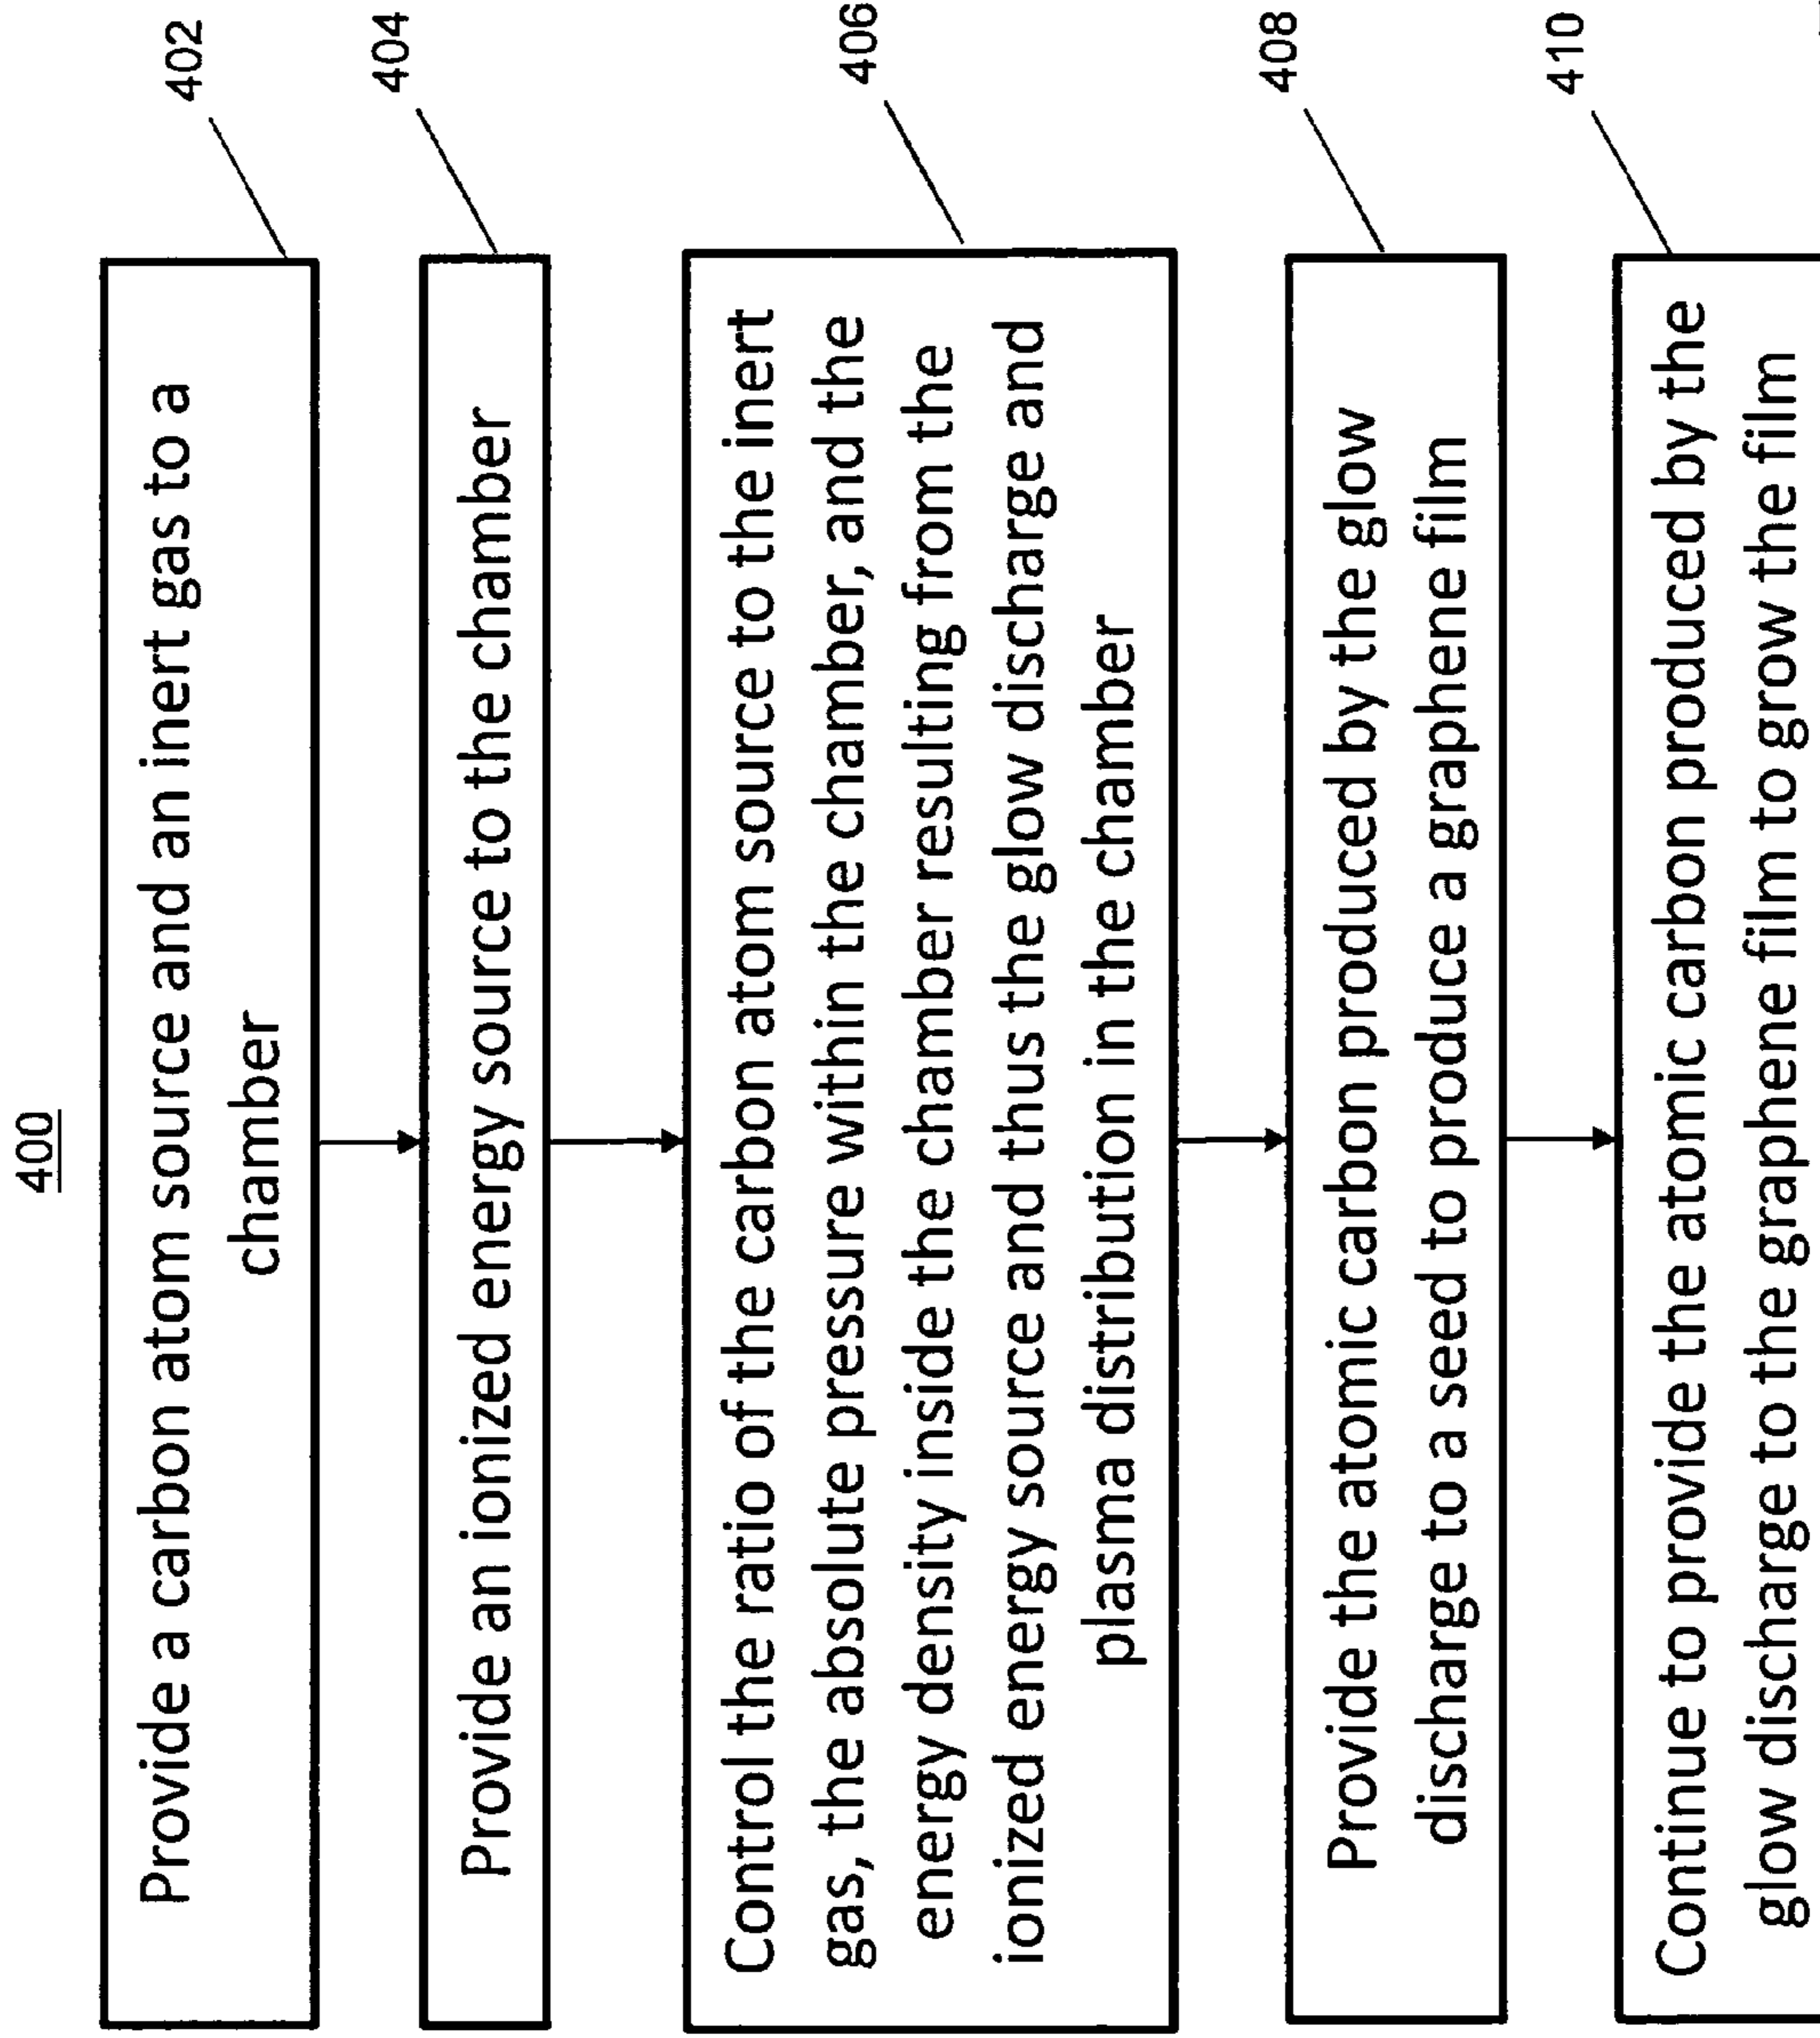 400
Provide a carbon atom source and an inert gas to a
chamber
402
Provide an ionized energy source to the chamber
404
Control the ratio of the carbon atom source to the inert
gas, the absolute pressure within the chamber, and the
energy density inside the chamber resulting from the
ionized energy source and thus the glow discharge and
plasma distribution in the chamber
406
Provide the atomic carbon produced by the glow
discharge to a seed to produce a graphene film
408
Continue to provide the atomic carbon produced by the
glow discharge to the graphene film to grow the film
410